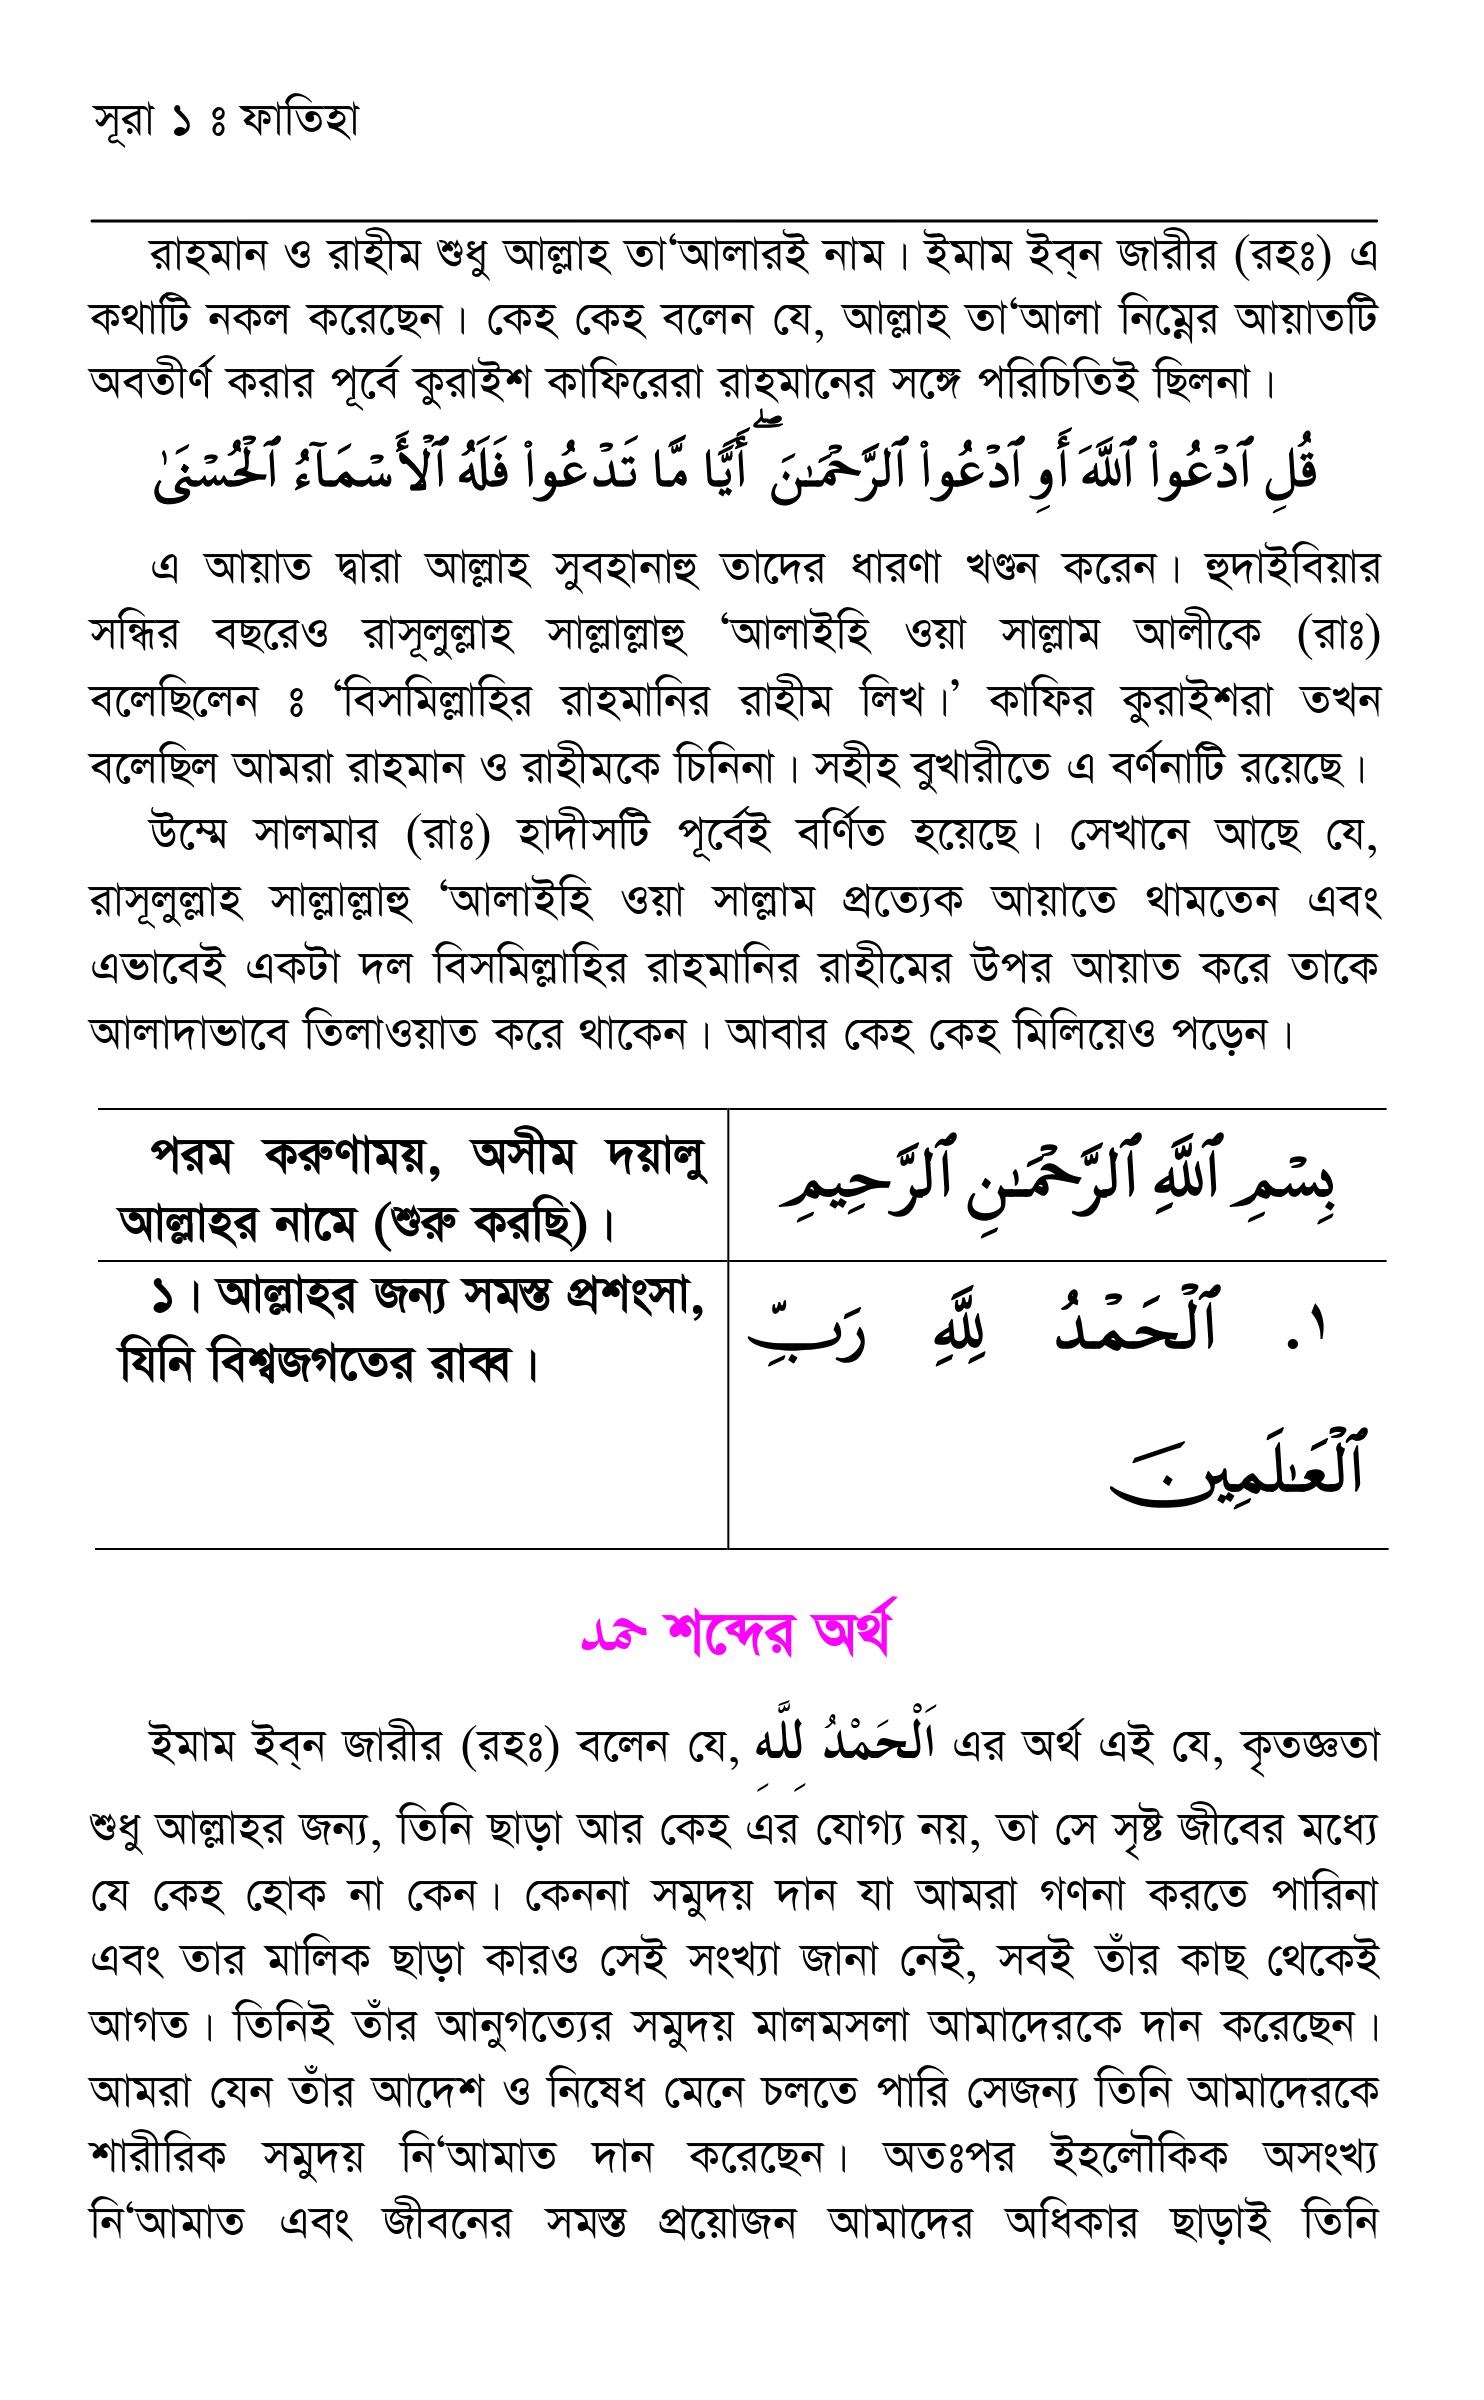 সূরা ১ ঃ ফাতিহা
রাহমান ও রাহীম শুধু আল্লাহ তা‘আলারই নাম। ইমাম ইব্‌ন জারীর (রহঃ) এ
কথাটি নকল করেছেন। কেহ কেহ বলেন যে, আল্লাহ তা‘আলা নিম্নের আয়াতটি
অবতীর্ণ করার পূর্বে কুরাইশ কাফিরেরা রাহমানের সঙ্গে পরিচিতিই ছিলনা।
قُلِ ٱدْعُوا۟ ٱللَّهَ أَوِ ٱدْعُوا۟ ٱلرَّحْمَـٰنَ ۖ أَيًّا مَّا تَدْعُوا۟ فَلَهُ ٱلْأَسْمَآءُ ٱلْحُسْنَىٰ
এ আয়াত দ্বারা আল্লাহ সুবহানাহু তাদের ধারণা খণ্ডন করেন। হুদাইবিয়ার
সন্ধির বছরেও রাসূলুল্লাহ সাল্লাল্লাহু ‘আলাইহি ওয়া সাল্লাম আলীকে (রাঃ)
বলেছিলেন ঃ ‘বিসমিল্লাহির রাহমানির রাহীম লিখ।’ কাফির কুরাইশরা তখন
বলেছিল আমরা রাহমান ও রাহীমকে চিনিনা। সহীহ বুখারীতে এ বর্ণনাটি রয়েছে।
উম্মে সালমার (রাঃ) হাদীসটি পূর্বেই বর্ণিত হয়েছে। সেখানে আছে যে,
রাসূলুল্লাহ সাল্লাল্লাহু ‘আলাইহি ওয়া সাল্লাম প্রত্যেক আয়াতে থামতেন এবং
এভাবেই একটা দল বিসমিল্লাহির রাহমানির রাহীমের উপর আয়াত করে তাকে
আলাদাভাবে তিলাওয়াত করে থাকেন। আবার কেহ কেহ মিলিয়েও পড়েন।
পরম করুণাময়, অসীম দয়ালু
আল্লাহর নামে (শুরু করছি)।
بِسْمِ ٱللَّهِ ٱلرَّحْمَـٰنِ ٱلرَّحِيمِ
১। আল্লাহর জন্য সমস্ত প্রশংসা,
যিনি বিশ্বজগতের রাব্ব।
١. ٱلْحَمْدُ لِلَّهِ رَبِّ
ٱلْعَـٰلَمِينَ
حمد শব্দের অর্থ
ইমাম ইব্‌ন জারীর (রহঃ) বলেন যে, اَلْحَمْدُ لِلَّهِ এর অর্থ এই যে, কৃতজ্ঞতা
শুধু আল্লাহর জন্য, তিনি ছাড়া আর কেহ এর যোগ্য নয়, তা সে সৃষ্ট জীবের মধ্যে
যে কেহ হোক না কেন। কেননা সমুদয় দান যা আমরা গণনা করতে পারিনা
এবং তার মালিক ছাড়া কারও সেই সংখ্যা জানা নেই, সবই তাঁর কাছ থেকেই
আগত। তিনিই তাঁর আনুগত্যের সমুদয় মালমসলা আমাদেরকে দান করেছেন।
আমরা যেন তাঁর আদেশ ও নিষেধ মেনে চলতে পারি সেজন্য তিনি আমাদেরকে
শারীরিক সমুদয় নি‘আমাত দান করেছেন। অতঃপর ইহলৌকিক অসংখ্য
নি‘আমাত এবং জীবনের সমস্ত প্রয়োজন আমাদের অধিকার ছাড়াই তিনি